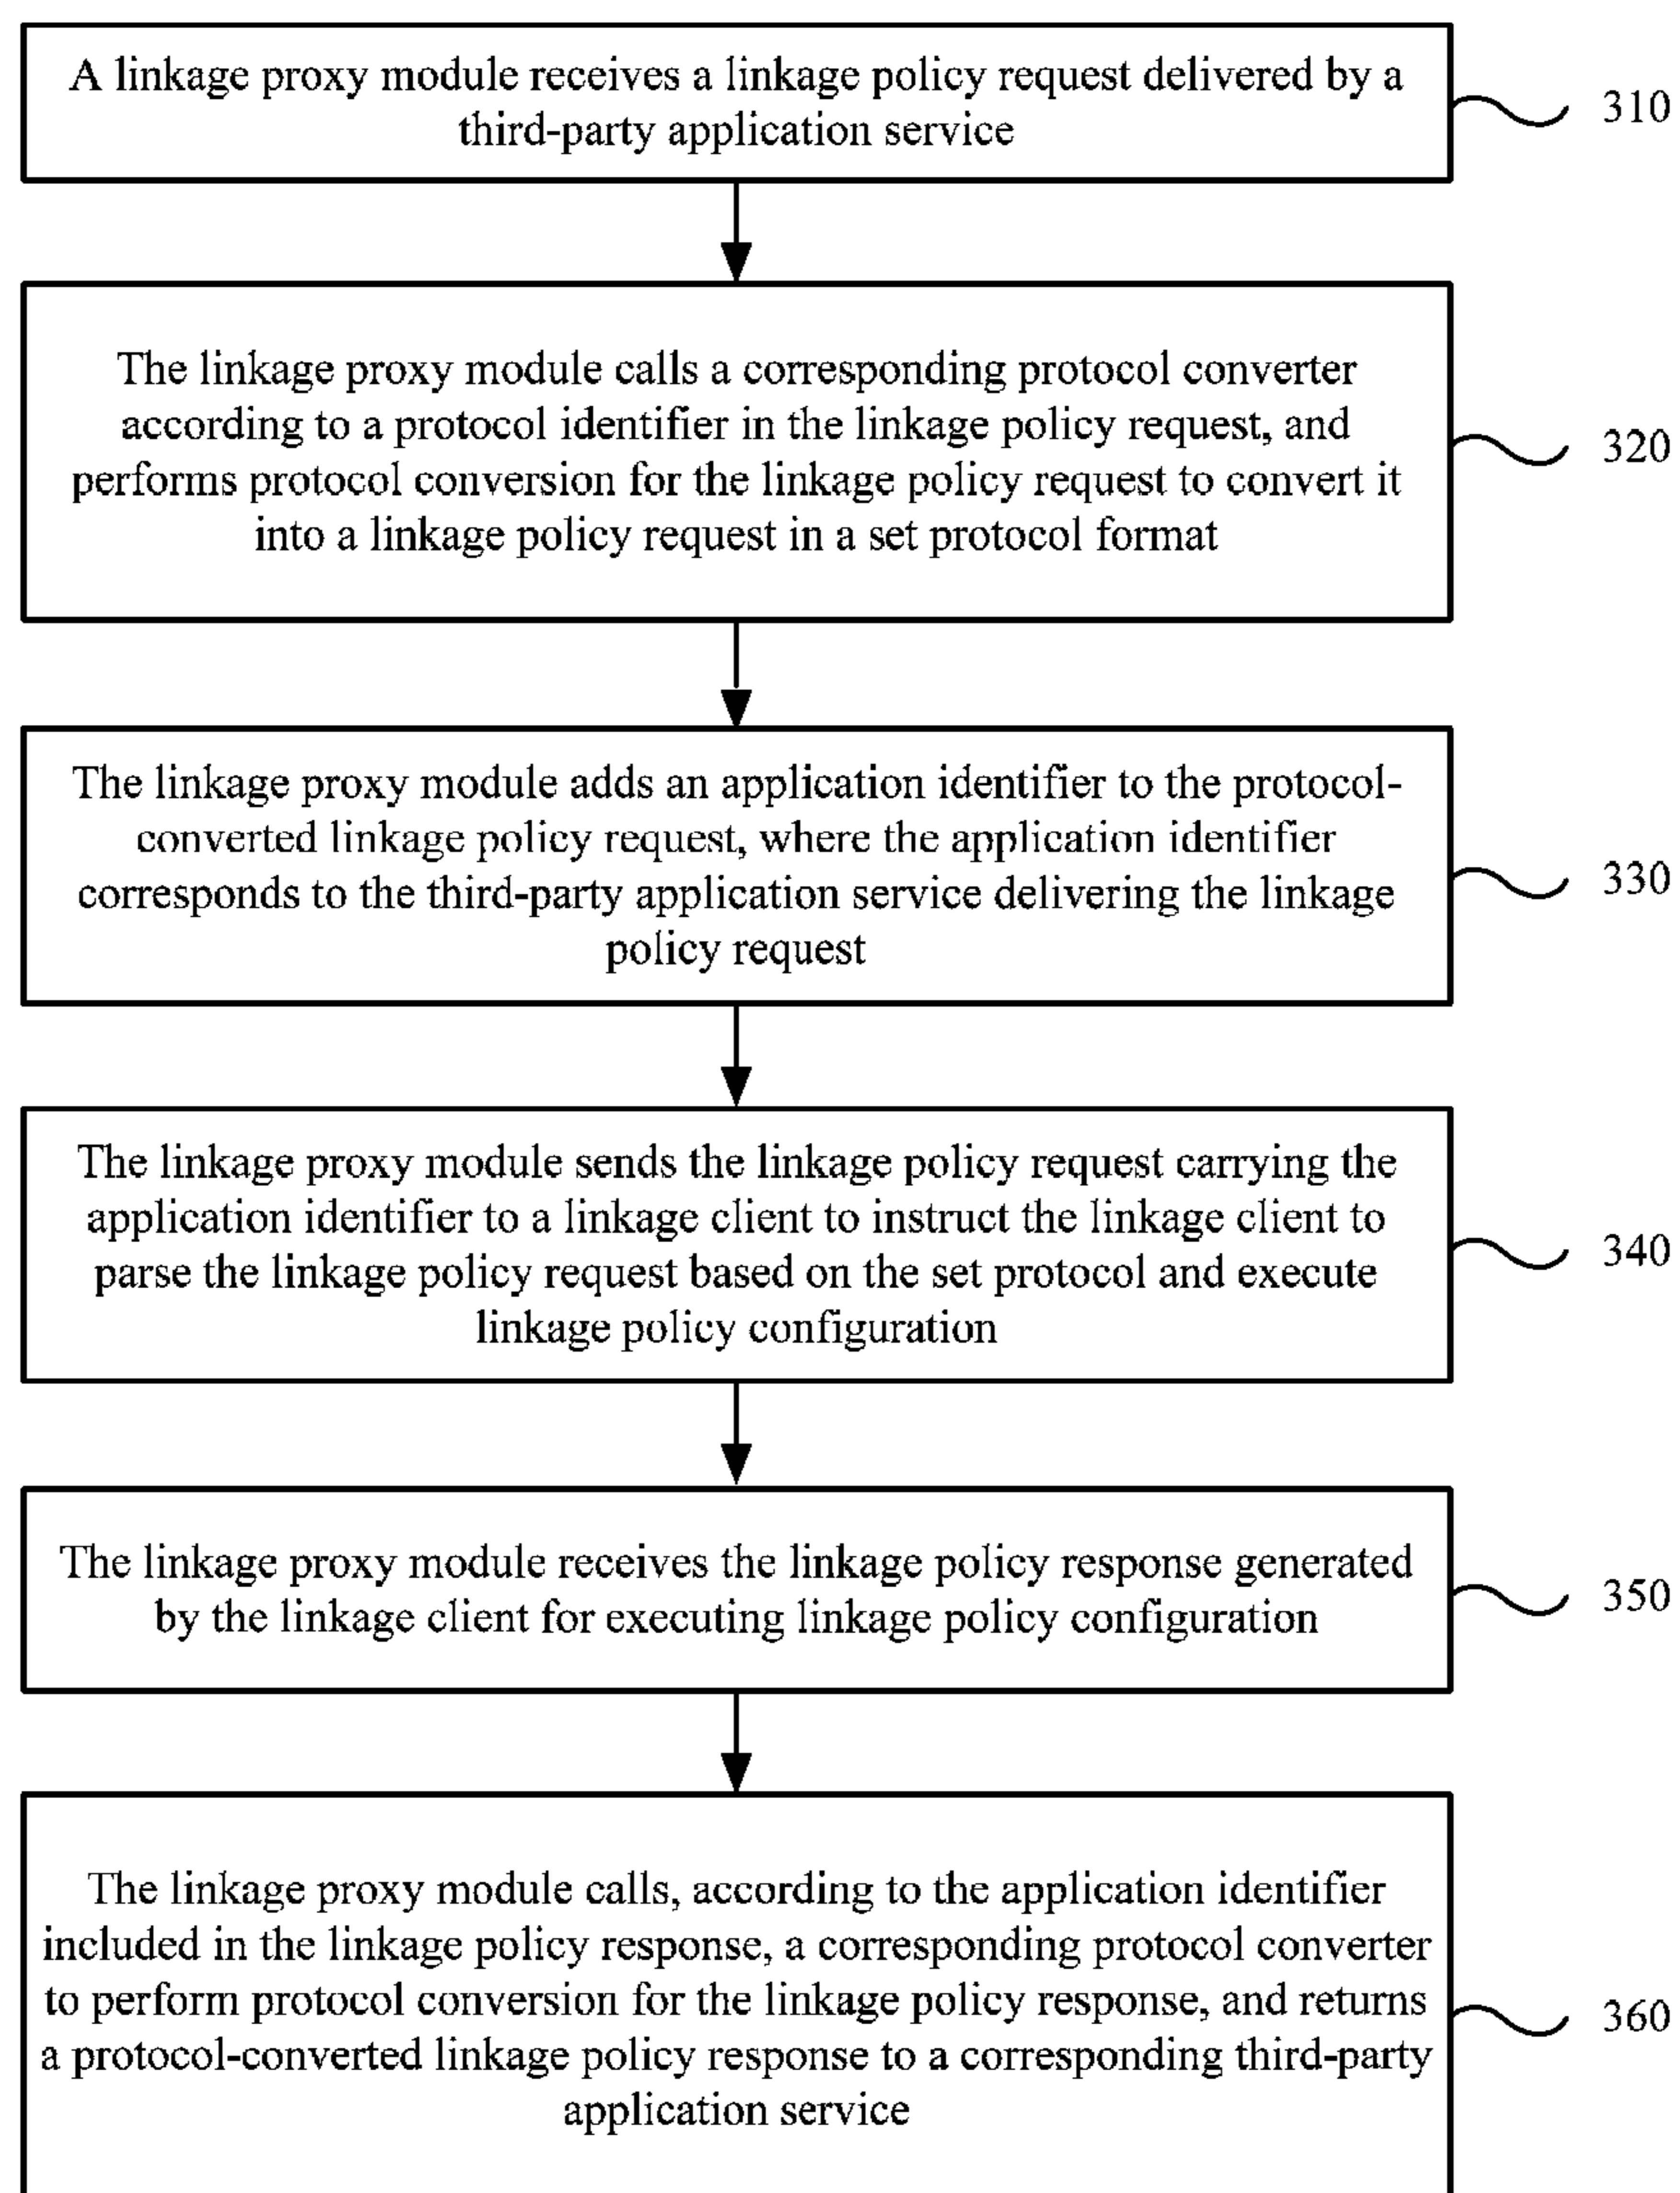 A linkage proxy module receives a linkage policy request delivered by a
third-party application service
310
The linkage proxy module calls a corresponding protocol converter
according to a protocol identifier in the linkage policy request, and
performs protocol conversion for the linkage policy request to convert it
into a linkage policy request in a set protocol format
320
The linkage proxy module adds an application identifier to the protocol-
converted linkage policy request, where the application identifier
corresponds to the third-party application service delivering the linkage
policy request
330
The linkage proxy module sends the linkage policy request carrying the
application identifier to a linkage client to instruct the linkage client to
parse the linkage policy request based on the set protocol and execute
linkage policy configuration
340
The linkage proxy module receives the linkage policy response generated
by the linkage client for executing linkage policy configuration
350
The linkage proxy module calls, according to the application identifier
included in the linkage policy response, a corresponding protocol converter
to perform protocol conversion for the linkage policy response, and returns
a protocol-converted linkage policy response to a corresponding third-party
application service
360